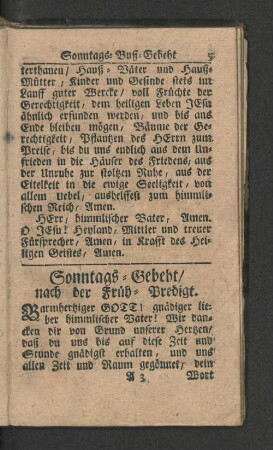 Sonntags-Buß-Gebeht 5
terthanen/ Hauß- Väter und Hauß-
Mütter, Kinder und Gesinde stets im
Lauff guter Wercke/ voll Früchte der
Gerechtigkeit, dem heiligen Leben JEsu
ähnlich erfunden werden, und bis ans
Ende bleiben mögen, Bäume der Ge-
rechtigkeit, Pflantzen des HErrn zum
Preise, bis du uns endlich aus dem Un-
frieden in die Häuser des Friedens, aus
der Unruhe zur stoltzen Ruhe, aus der
Eitelkeit in die ewige Seeligkeit, von
allem uebel, aushelffest zum himmli-
schen Reich/ Amen.
HErr, himmlischer Vater, Amen.
O JEsu! Heyland, Mittler und treuer
Fürsprecher, Amen, in Krafft des Hei-
ligen Geistes, Amen.
Sonntags-Gebeht/
nach der Früh-Predigt.
Barmhertziger GOTT! gnädiger lie-
ber himmlischer Vater! Wir dan-
cken dir von Grund unserer Hertzen/
daß du uns bis auf diese Zeit und
Stunde gnädigst erhalten, und uns
allen Zeit und Raum gegönnet, dein
A 3 Wort